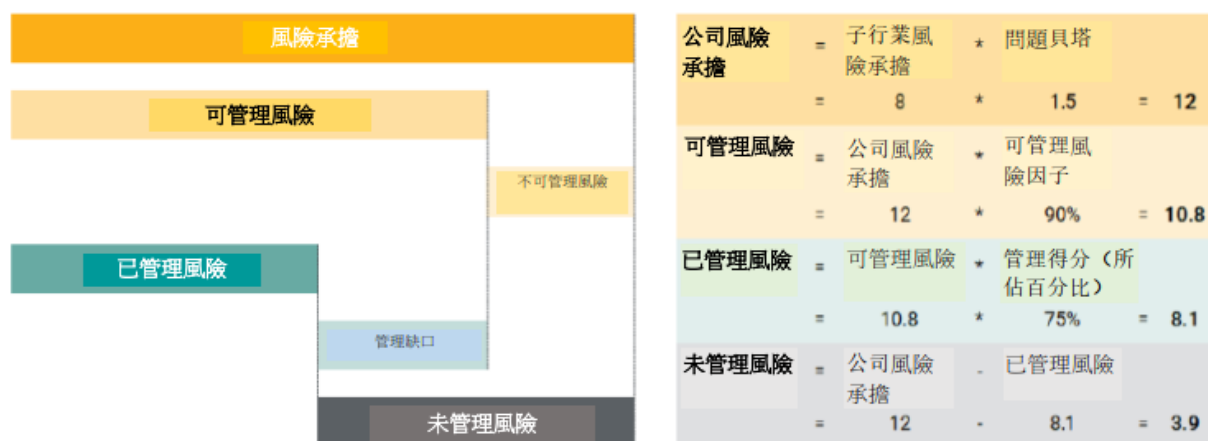 風險承擔
可管理風險
不可管理風險
已管理風險
管理缺口
未管理風險
公司風險承擔 = 子行業風險承擔 * 問題貝塔
= 8 * 1.5 = 12
可管理風險 = 公司風險承擔 * 可管理風險因子
= 12 * 90% = 10.8
已管理風險 = 可管理風險 * 管理得分（所佔百分比）
= 10.8 * 75% = 8.1
未管理風險 = 公司風險承擔 - 已管理風險
= 12 - 8.1 = 3.9